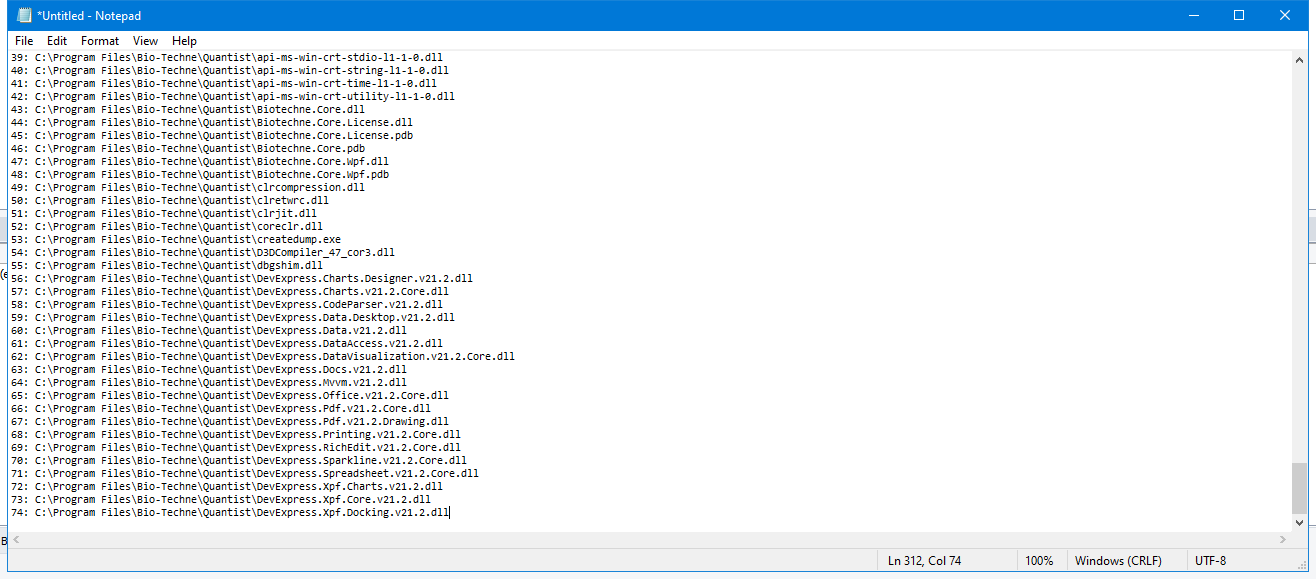 *Untitled - Notepad
File Edit Format View Help
39: C:\Program Files\Bio-Techne\Quantist\api-ms-win-crt-stdio-l1-1-0.dll
40: C:\Program Files\Bio-Techne\Quantist\api-ms-win-crt-string-l1-1-0.dll
41: C:\Program Files\Bio-Techne\Quantist\api-ms-win-crt-time-l1-1-0.dll
42: C:\Program Files\Bio-Techne\Quantist\api-ms-win-crt-utility-l1-1-0.dll
43: C:\Program Files\Bio-Techne\Quantist\Biotechne.Core.dll
44: C:\Program Files\Bio-Techne\Quantist\Biotechne.Core.License.dll
45: C:\Program Files\Bio-Techne\Quantist\Biotechne.Core.License.pdb
46: C:\Program Files\Bio-Techne\Quantist\Biotechne.Core.pdb
47: C:\Program Files\Bio-Techne\Quantist\Biotechne.Core.Wpf.dll
48: C:\Program Files\Bio-Techne\Quantist\Biotechne.Core.Wpf.pdb
49: C:\Program Files\Bio-Techne\Quantist\clrcompression.dll
50: C:\Program Files\Bio-Techne\Quantist\clretwrc.dll
51: C:\Program Files\Bio-Techne\Quantist\clrjit.dll
52: C:\Program Files\Bio-Techne\Quantist\coreclr.dll
53: C:\Program Files\Bio-Techne\Quantist\createdump.exe
54: C:\Program Files\Bio-Techne\Quantist\D3DCompiler_47_cor3.dll
55: C:\Program Files\Bio-Techne\Quantist\dbgshim.dll
56: C:\Program Files\Bio-Techne\Quantist\DevExpress.Charts.Designer.v21.2.dll
57: C:\Program Files\Bio-Techne\Quantist\DevExpress.Charts.v21.2.Core.dll
58: C:\Program Files\Bio-Techne\Quantist\DevExpress.CodeParser.v21.2.dll
59: C:\Program Files\Bio-Techne\Quantist\DevExpress.Data.Desktop.v21.2.dll
60: C:\Program Files\Bio-Techne\Quantist\DevExpress.Data.v21.2.dll
61: C:\Program Files\Bio-Techne\Quantist\DevExpress.DataAccess.v21.2.dll
62: C:\Program Files\Bio-Techne\Quantist\DevExpress.DataVisualization.v21.2.Core.dll
63: C:\Program Files\Bio-Techne\Quantist\DevExpress.Docs.v21.2.dll
64: C:\Program Files\Bio-Techne\Quantist\DevExpress.Mvvm.v21.2.dll
65: C:\Program Files\Bio-Techne\Quantist\DevExpress.Office.v21.2.Core.dll
66: C:\Program Files\Bio-Techne\Quantist\DevExpress.Pdf.v21.2.Core.dll
67: C:\Program Files\Bio-Techne\Quantist\DevExpress.Pdf.v21.2.Drawing.dll
68: C:\Program Files\Bio-Techne\Quantist\DevExpress.Printing.v21.2.Core.dll
69: C:\Program Files\Bio-Techne\Quantist\DevExpress.RichEdit.v21.2.Core.dll
70: C:\Program Files\Bio-Techne\Quantist\DevExpress.Sparkline.v21.2.Core.dll
71: C:\Program Files\Bio-Techne\Quantist\DevExpress.Spreadsheet.v21.2.Core.dll
72: C:\Program Files\Bio-Techne\Quantist\DevExpress.Xpf.Charts.v21.2.dll
73: C:\Program Files\Bio-Techne\Quantist\DevExpress.Xpf.Core.v21.2.dll
74: C:\Program Files\Bio-Techne\Quantist\DevExpress.Xpf.Docking.v21.2.dll
Ln 312, Col 74 100% Windows (CRLF) UTF-8